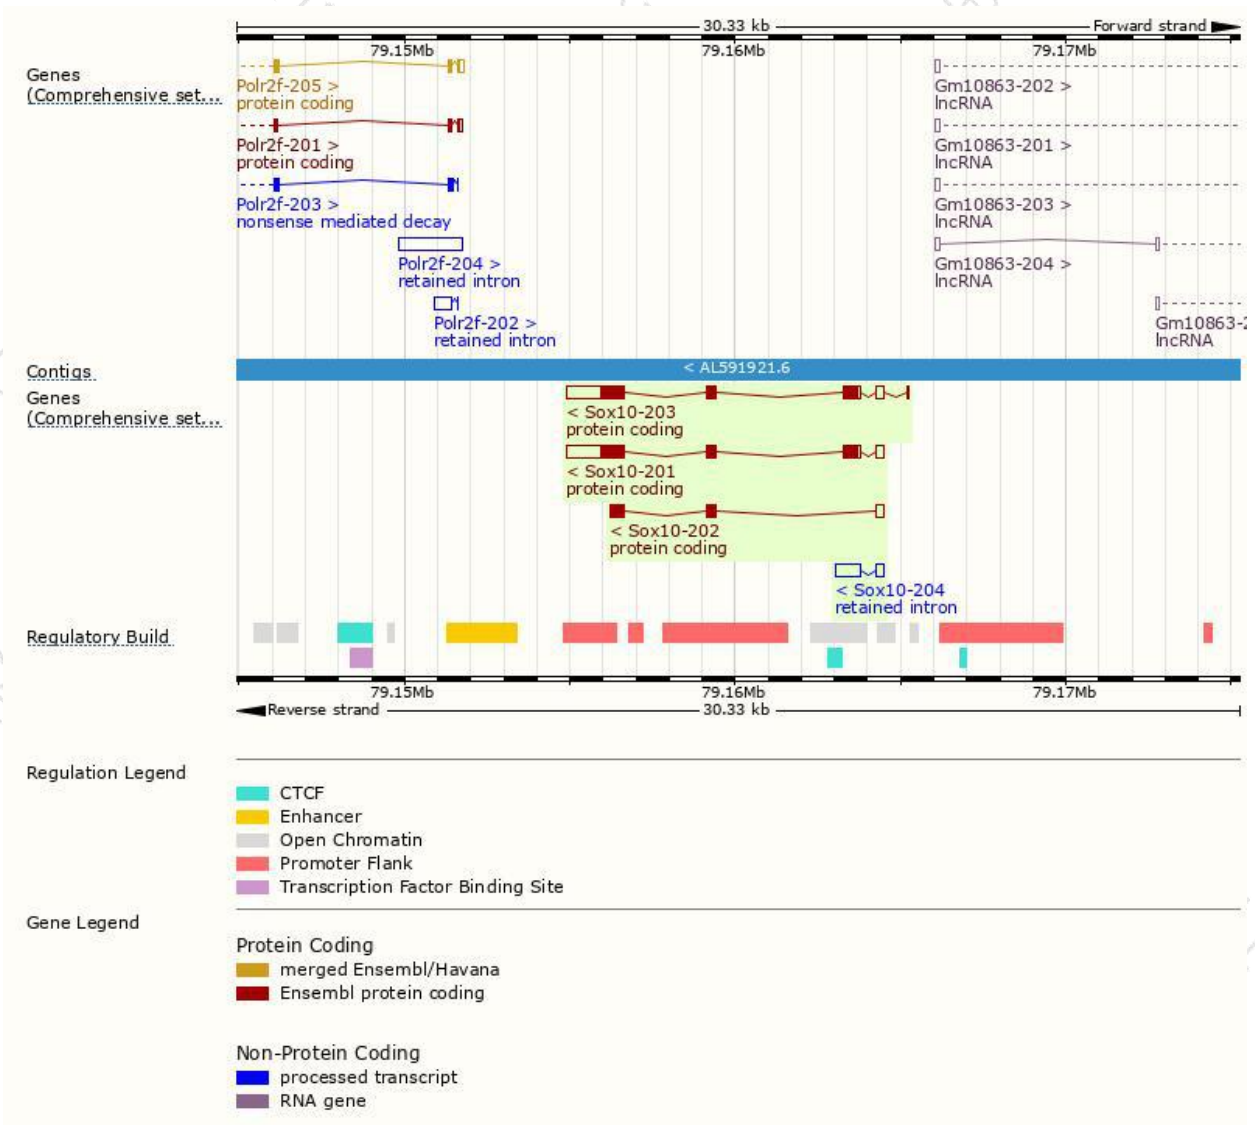 30.33 kb
Forward strand
79.15Mb 79.16Mb 79.17Mb
Genes
(Comprehensive set...
Polr2f-205 >
protein coding
Gm10863-202 >
lncRNA
Polr2f-201 >
protein coding
Gm10863-201 >
lncRNA
Polr2f-203 >
nonsense mediated decay
Gm10863-203 >
lncRNA
Polr2f-204 >
retained intron
Gm10863-204 >
lncRNA
Polr2f-202 >
retained intron
Gm10863-2
lncRNA
Contigs
< AL591921.6
Genes
(Comprehensive set...
< Sox10-203
protein coding
< Sox10-201
protein coding
< Sox10-202
protein coding
< Sox10-204
retained intron
Regulatory Build
79.15Mb 79.16Mb 79.17Mb
Reverse strand
30.33 kb
Regulation Legend
CTCF
Enhancer
Open Chromatin
Promoter Flank
Transcription Factor Binding Site
Gene Legend
Protein Coding
merged Ensembl/Havana
Ensembl protein coding
Non-Protein Coding
processed transcript
RNA gene